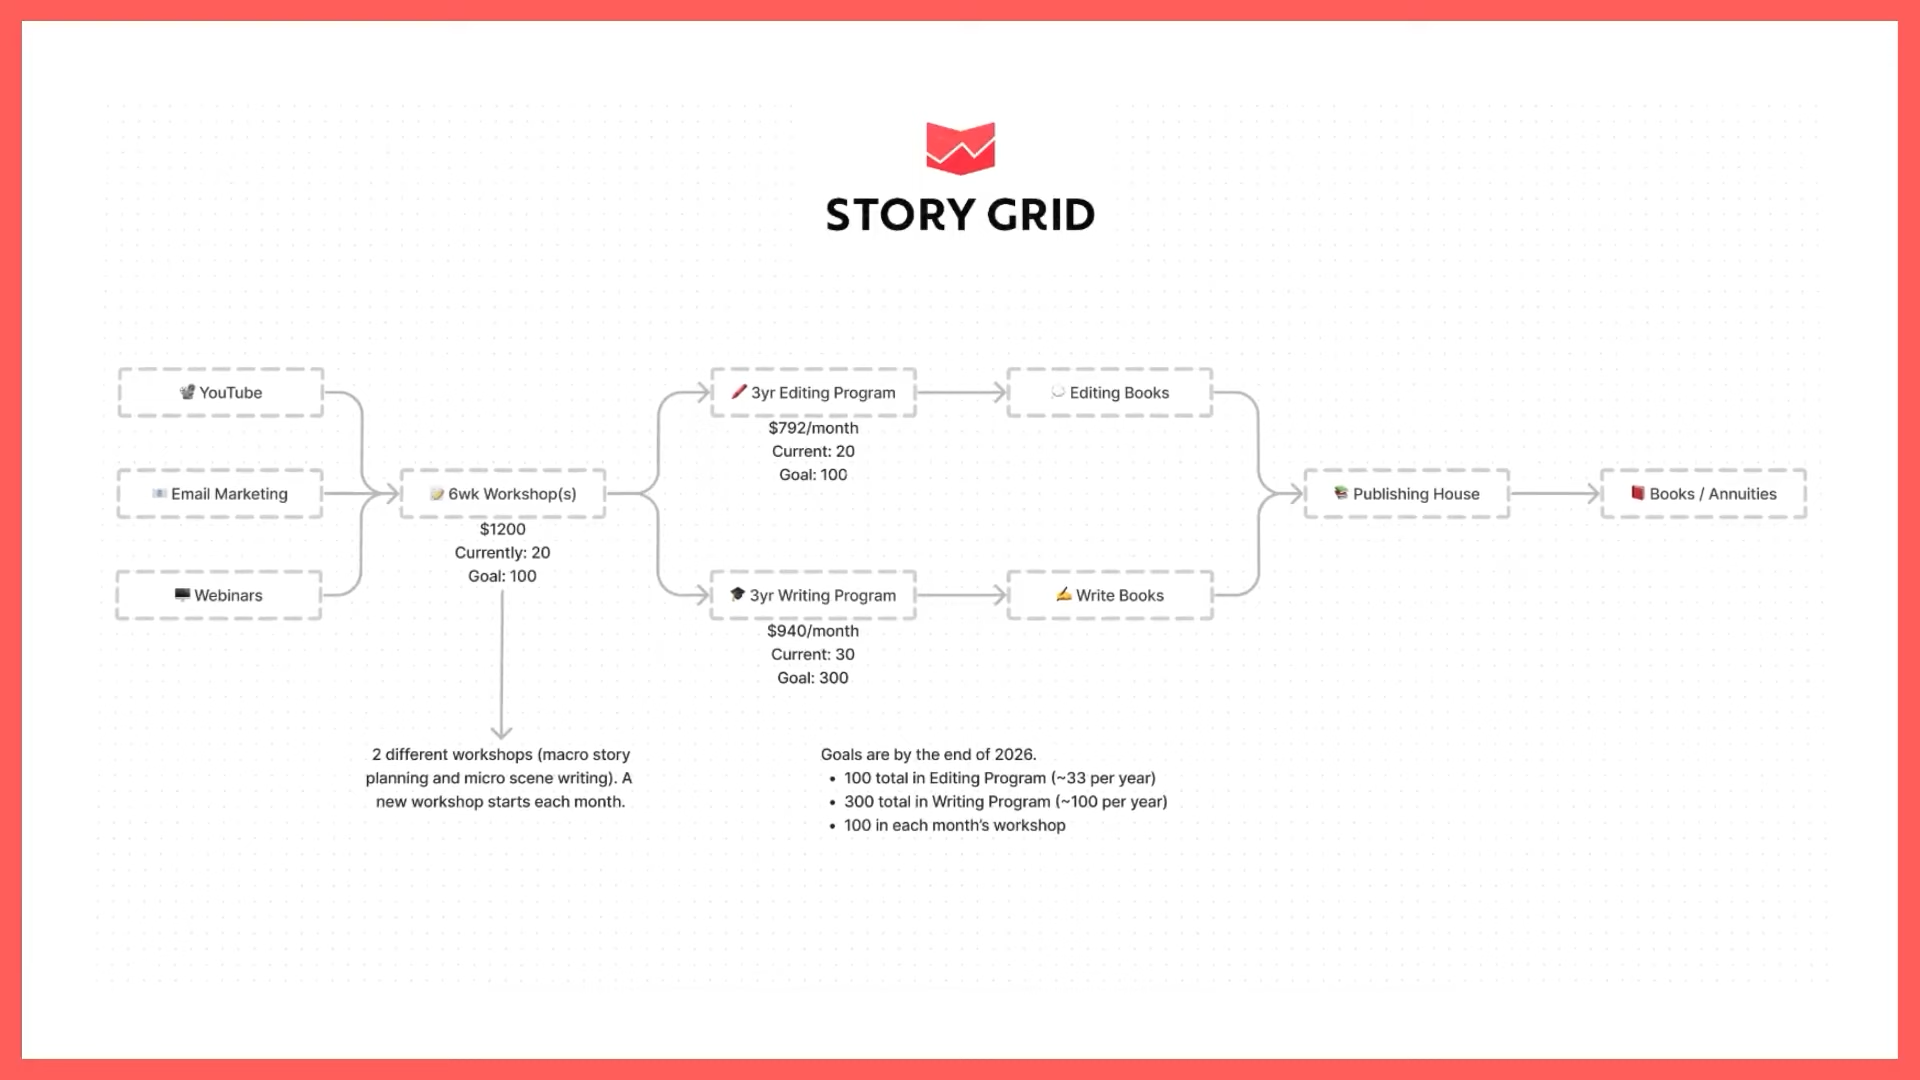 STORY GRID
YouTube
Email Marketing
Webinars
6wk Workshop(s)
$1200
Currently: 20
Goal: 100
2 different workshops (macro story
planning and micro scene writing). A
new workshop starts each month.
3yr Editing Program
$792/month
Current: 20
Goal: 100
3yr Writing Program
$940/month
Current: 30
Goal: 300
Goals are by the end of 2026.
• 100 total in Editing Program (~33 per year)
• 300 total in Writing Program (~100 per year)
• 100 in each month's workshop
Editing Books
Write Books
Publishing House
Books / Annuities